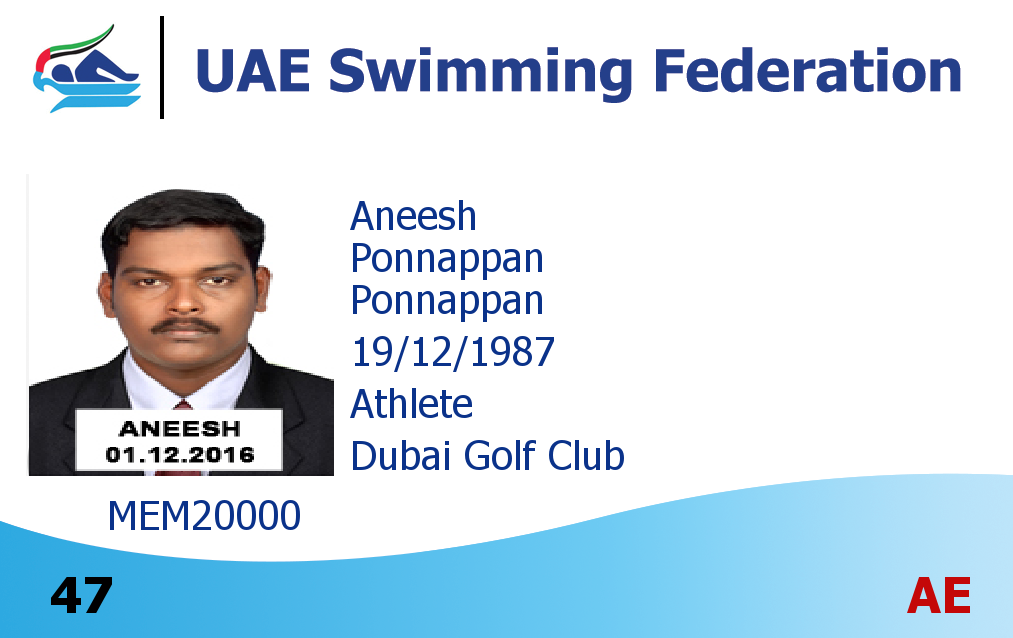 UAE Swimming Federation
Aneesh
Ponnappan
Ponnappan
19/12/1987
Athlete
Dubai Golf Club
ANEESH
01.12.2016
MEM20000
47
AE